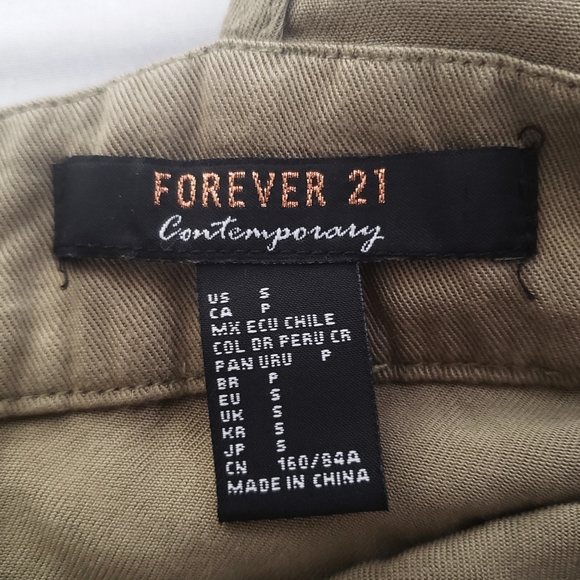 FOREVER 21
Contemporary
US S
CA P
MX ECU CHILE
COL DR PERU CR
PAN URU P
BR P
EU S
UK S
KR S
JP S
CN 160/84A
MADE IN CHINA